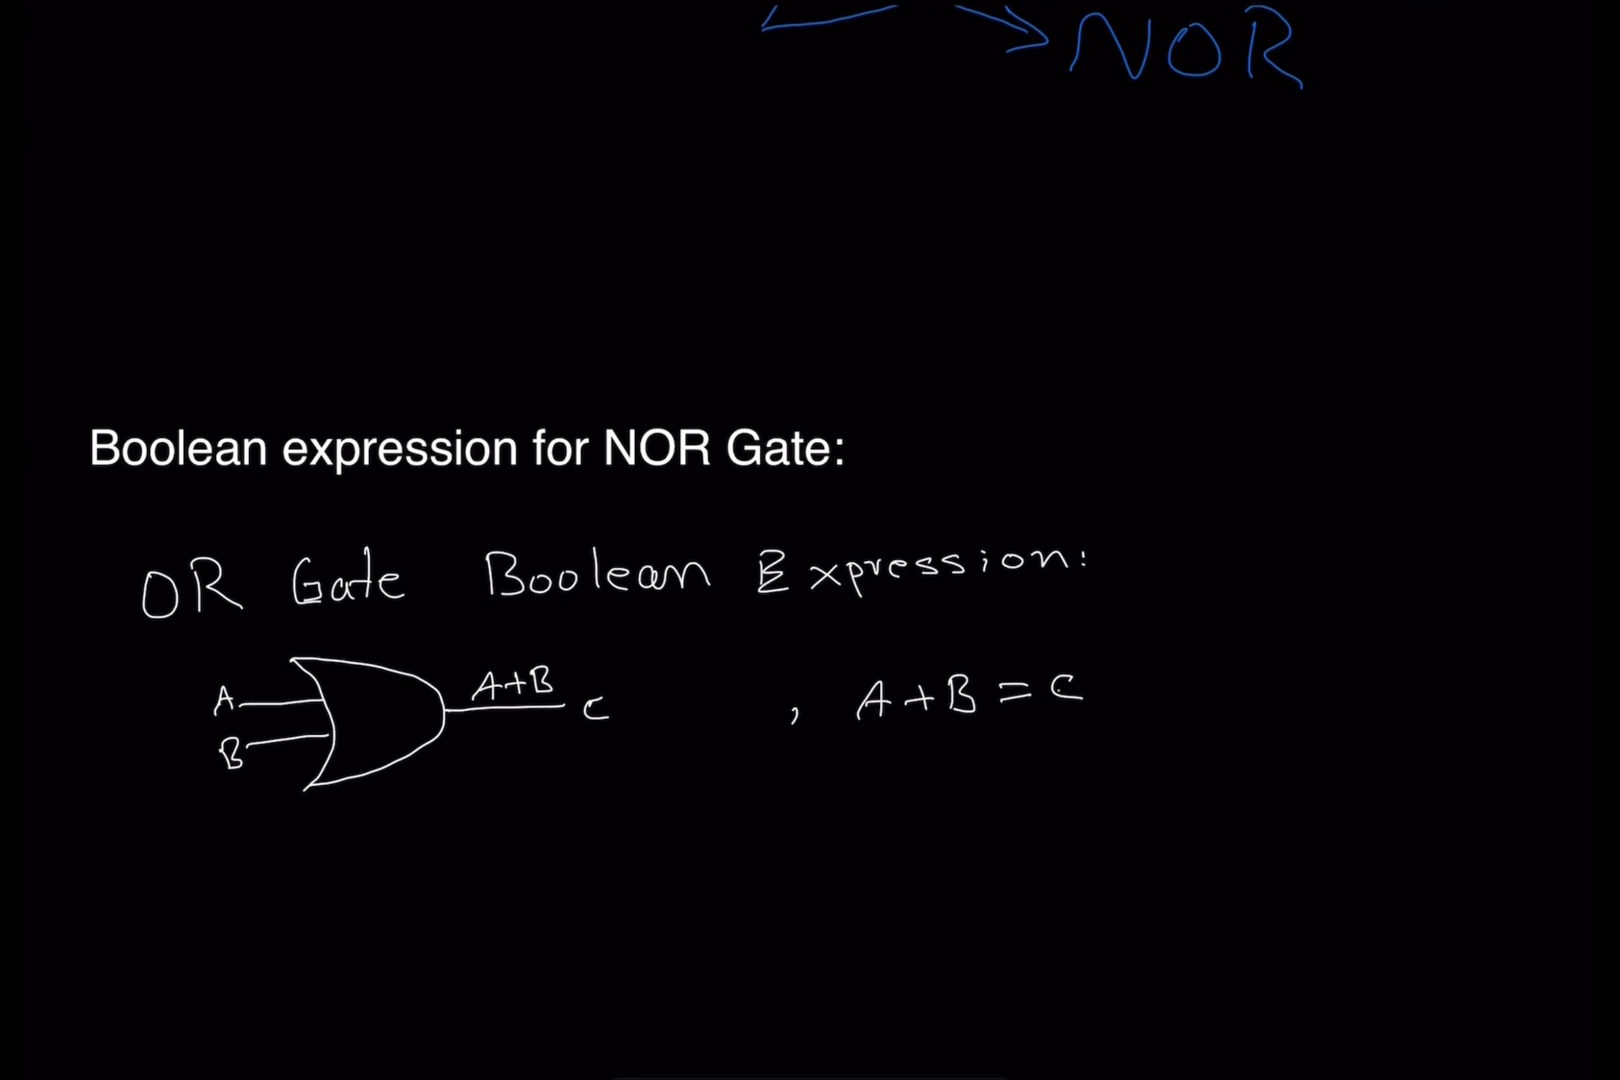 NOR
Boolean expression for NOR Gate:
OR Gate Boolean Expression:
A A+B C , A+B=C
B